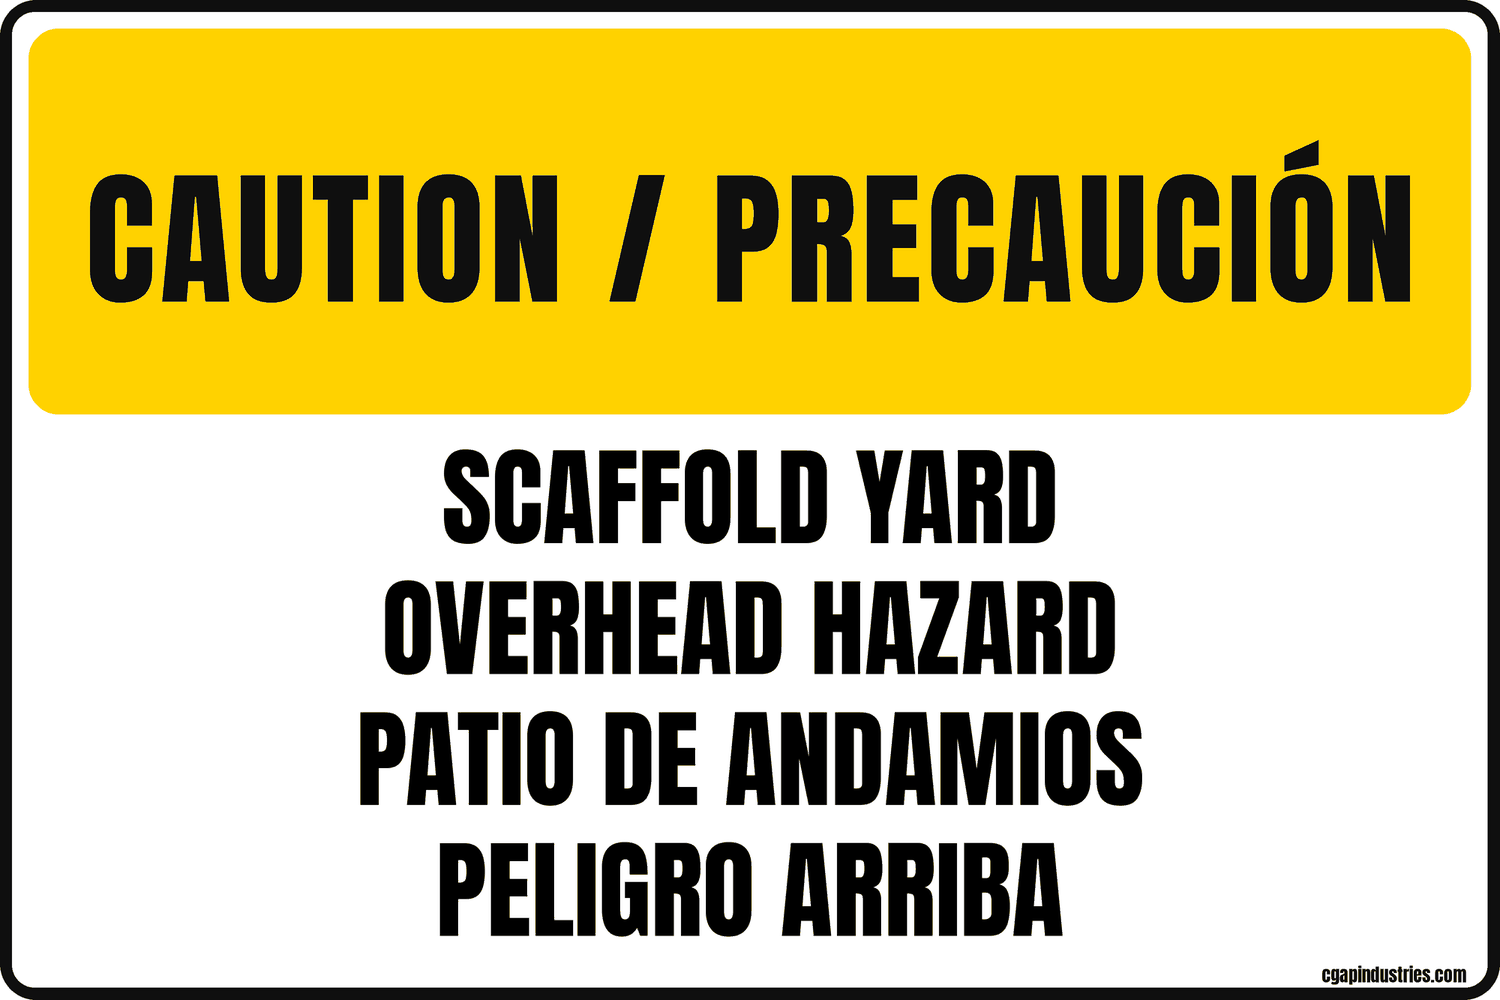 CAUTION / PRECAUCIÓN
SCAFFOLD YARD
OVERHEAD HAZARD
PATIO DE ANDAMIOS
PELIGRO ARRIBA
cgapindustries.com